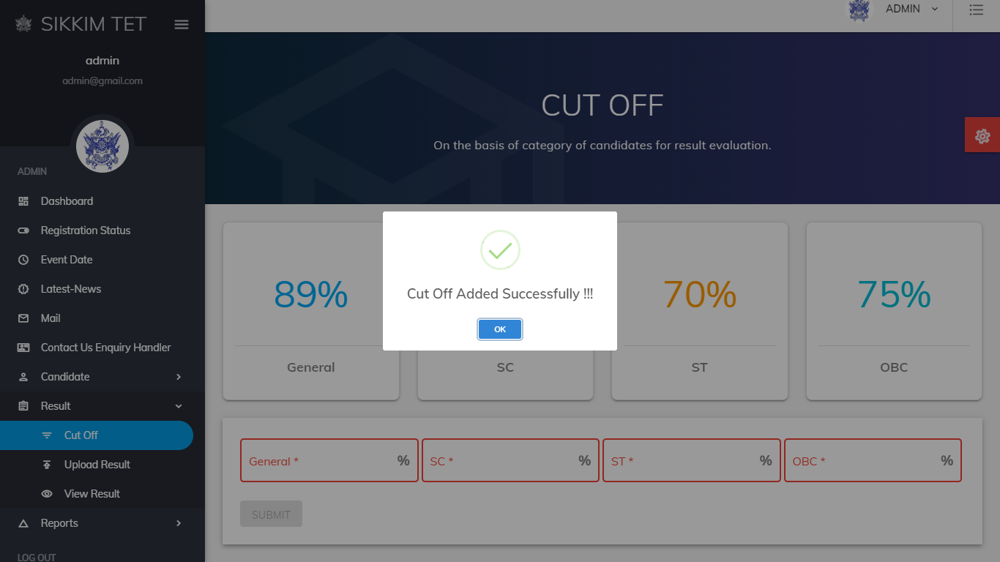 SIKKIM TET
admin
admin@gmail.com
ADMIN
Dashboard
Registration Status
Event Date
Latest-News
Mail
Contact Us Enquiry Handler
Candidate
Result
Cut Off
Upload Result
View Result
Reports
LOG OUT
ADMIN
CUT OFF
On the basis of category of candidates for result evaluation.
89%
General
SC
70%
ST
75%
OBC
Cut Off Added Successfully !!!
OK
General * %
SC * %
ST * %
OBC * %
SUBMIT